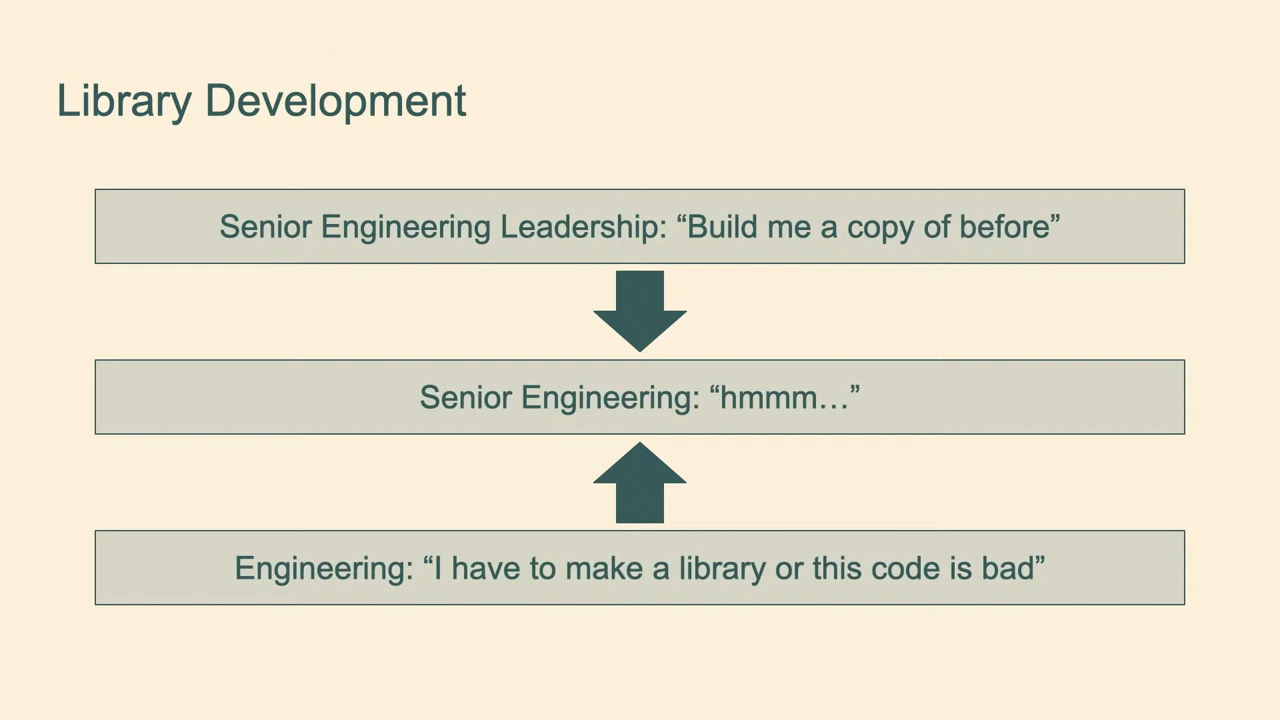 Library Development
Senior Engineering Leadership: “Build me a copy of before”
Senior Engineering: “hmmm…”
Engineering: “I have to make a library or this code is bad”